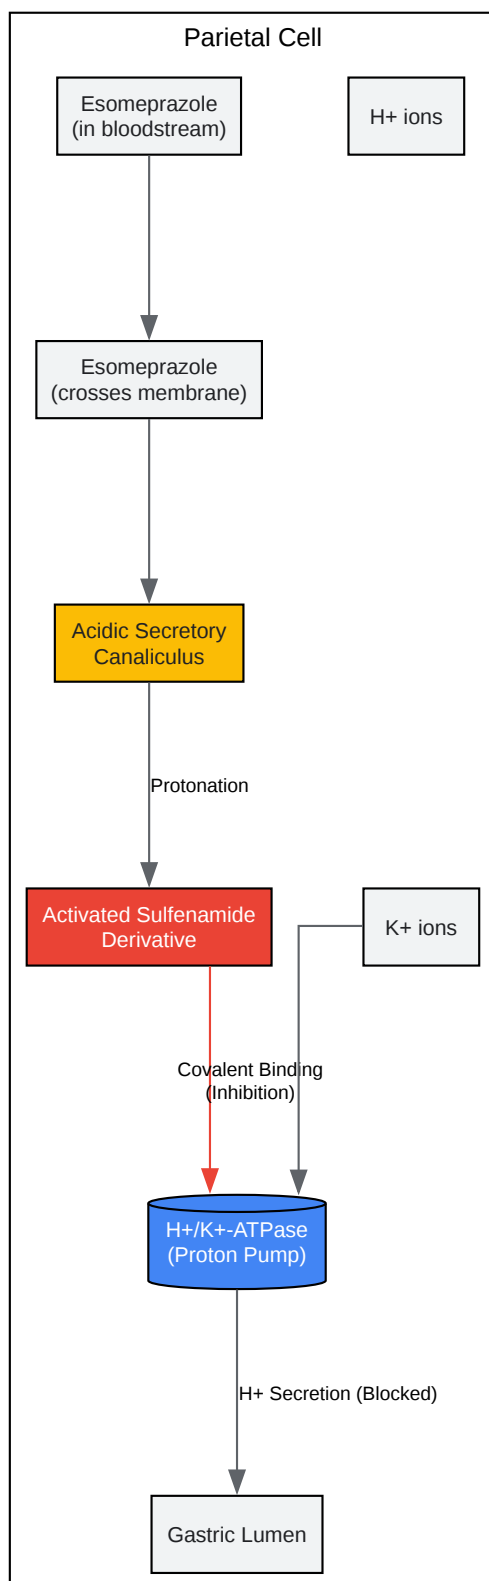 Parietal Cell
Esomeprazole
(in bloodstream)
H+ ions
Esomeprazole
(crosses membrane)
Acidic Secretory
Canaliculus
Protonation
Activated Sulfenamide
Derivative
K+ ions
Covalent Binding
(Inhibition)
H+/K+-ATPase
(Proton Pump)
H+ Secretion (Blocked)
Gastric Lumen